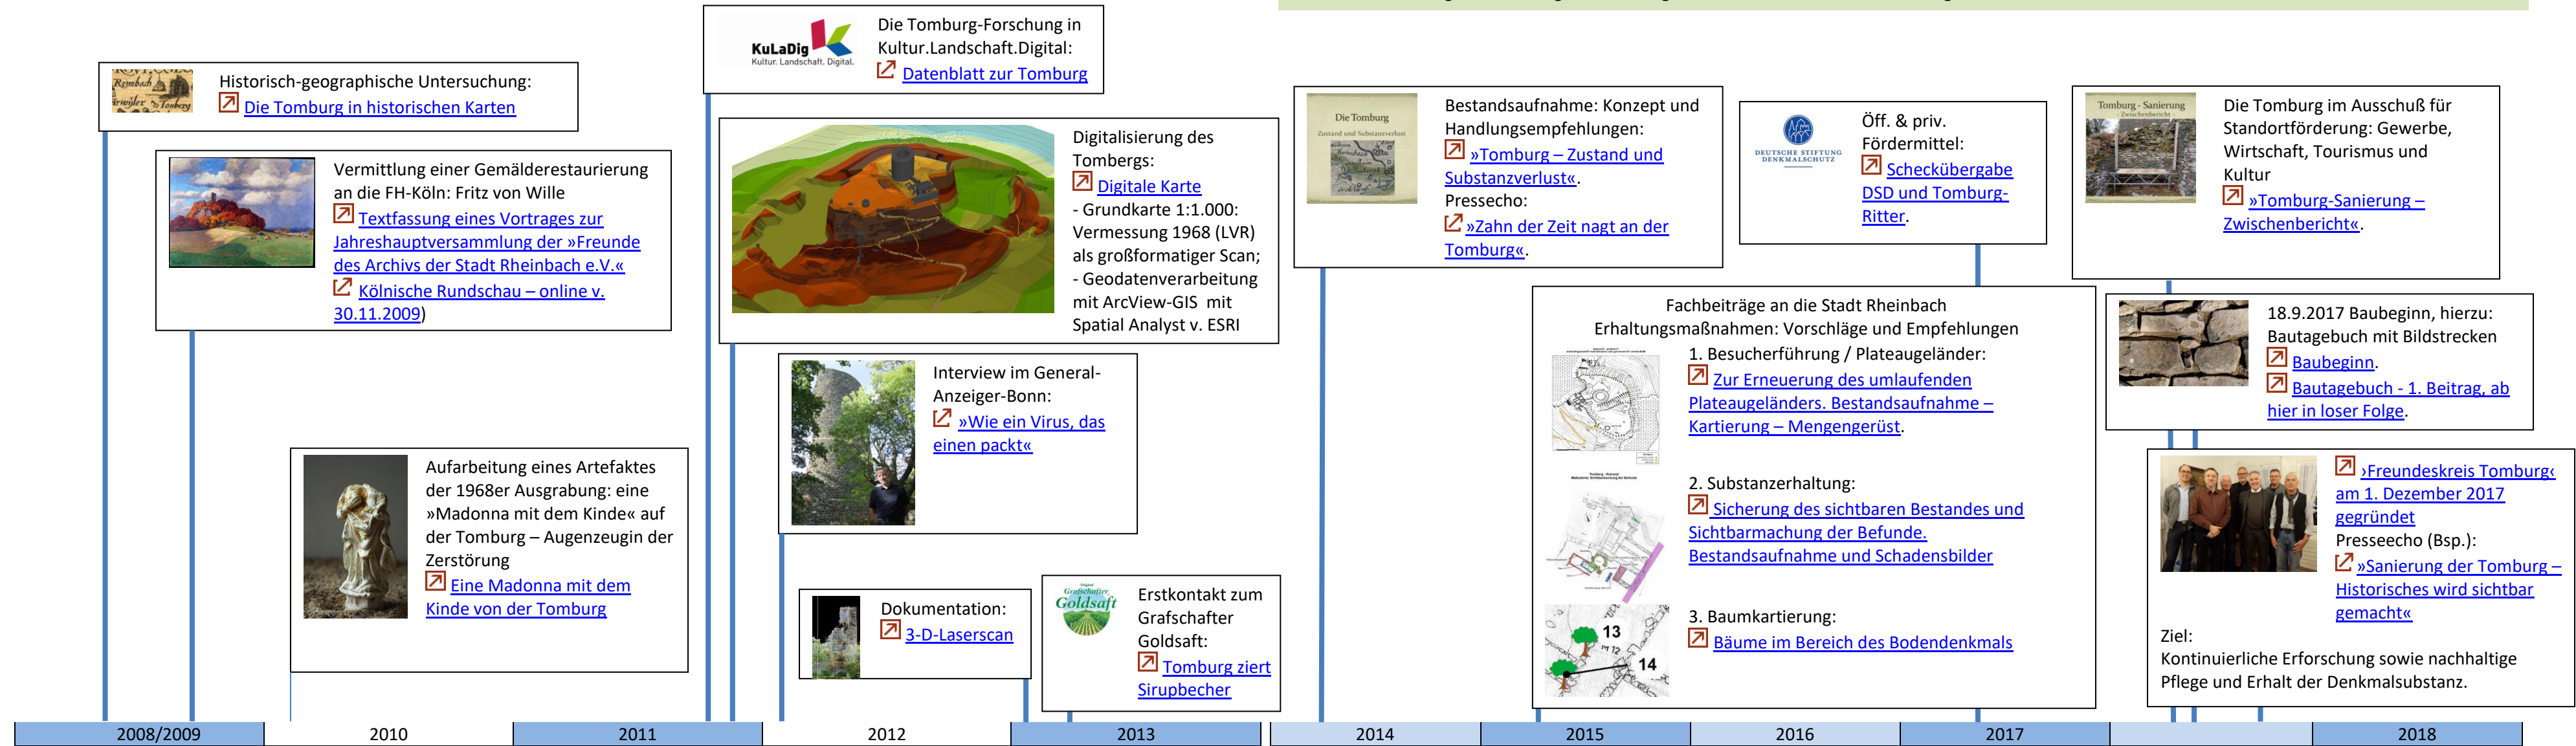 KuLaDig
Kultur. Landschaft. Digital.
Die Tomburg-Forschung in
Kultur.Landschaft.Digital:
Datenblatt zur Tomburg
Historisch-geographische Untersuchung:
Die Tomburg in historischen Karten
Vermittlung einer Gemälderestaurierung
an die FH-Köln: Fritz von Wille
Textfassung eines Vortrages zur
Jahreshauptversammlung der »Freunde
des Archivs der Stadt Rheinbach e.V.«
Kölnische Rundschau – online v.
30.11.2009)
Aufarbeitung eines Artefaktes
der 1968er Ausgrabung: eine
»Madonna mit dem Kinde« auf
der Tomburg – Augenzeugin der
Zerstörung
Eine Madonna mit dem
Kinde von der Tomburg
Digitalisierung des
Tombergs:
Digitale Karte
- Grundkarte 1:1.000:
Vermessung 1968 (LVR)
als großformatiger Scan;
- Geodatenverarbeitung
mit ArcView-GIS mit
Spatial Analyst v. ESRI
Interview im General-
Anzeiger-Bonn:
»Wie ein Virus, das
einen packt«
Dokumentation:
3-D-Laserscan
Grafschafter
Goldsaft
Erstkontakt zum
Grafschafter
Goldsaft:
Tomburg ziert
Sirupbecher
Die Tomburg
Zustand und Substanzverlust
Bestandsaufnahme: Konzept und
Handlungsempfehlungen:
»Tomburg – Zustand und
Substanzverlust«.
Pressecho:
»Zahn der Zeit nagt an der
Tomburg«.
DEUTSCHE STIFTUNG
DENKMALSCHUTZ
Öff. & priv.
Fördermittel:
Scheckübergabe
DSD und Tomburg-
Ritter.
Fachbeiträge an die Stadt Rheinbach
Erhaltungsmaßnahmen: Vorschläge und Empfehlungen
1. Besucherführung / Plateaugeländer:
Zur Erneuerung des umlaufenden
Plateaugeländers. Bestandsaufnahme –
Kartierung – Mengengerüst.
2. Substanzerhaltung:
Sicherung des sichtbaren Bestandes und
Sichtbarmachung der Befunde.
Bestandsaufnahme und Schadensbilder
3. Baumkartierung:
Bäume im Bereich des Bodendenkmals
13
14
Tomburg - Sanierung
- Zwischenbericht -
Die Tomburg im Ausschuß für
Standortförderung: Gewerbe,
Wirtschaft, Tourismus und
Kultur
»Tomburg-Sanierung –
Zwischenbericht«.
18.9.2017 Baubeginn, hierzu:
Bautagebuch mit Bildstrecken
Baubeginn.
Bautagebuch - 1. Beitrag, ab
hier in loser Folge.
›Freundeskreis Tomburg‹
am 1. Dezember 2017
gegründet
Presseecho (Bsp.):
»Sanierung der Tomburg –
Historisches wird sichtbar
gemacht«
Ziel:
Kontinuierliche Erforschung sowie nachhaltige
Pflege und Erhalt der Denkmalsubstanz.
2008/2009 2010 2011 2012 2013 2014 2015 2016 2017 2018